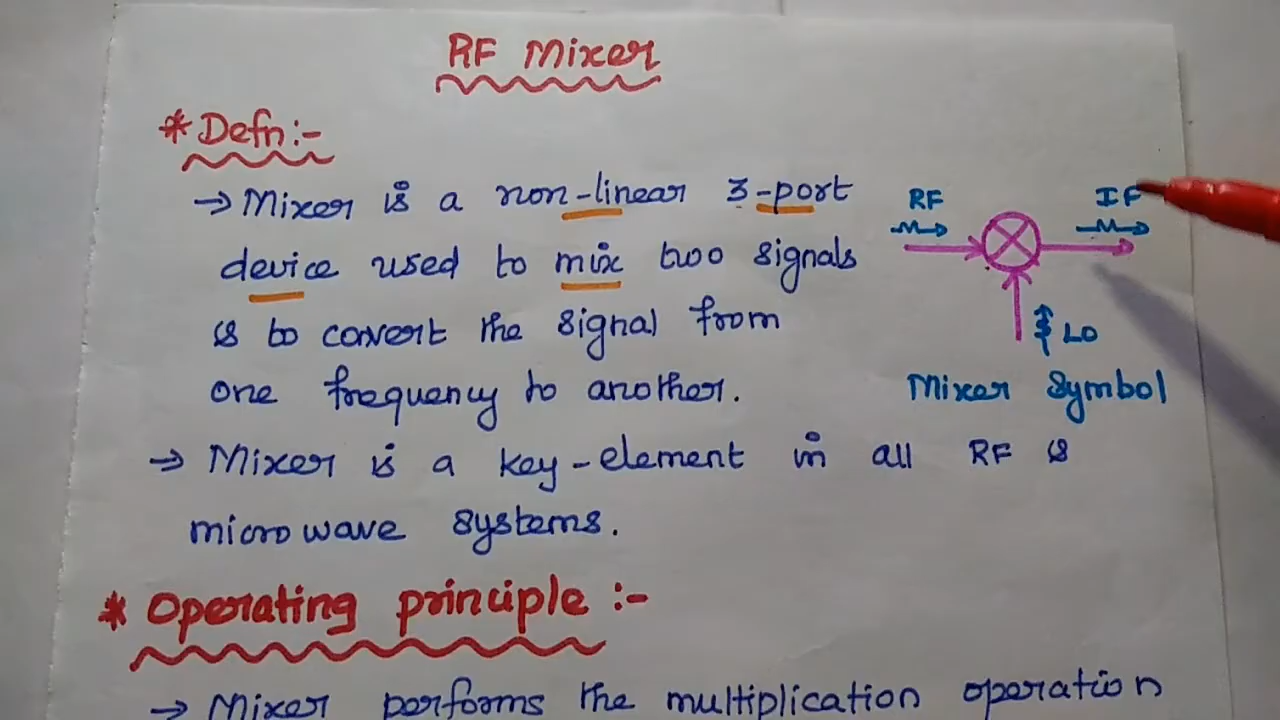 RF Mixer
* Defn:-
→ Mixer is a non-linear 3-port
device used to mix two signals
& to convert the signal from
one frequency to another.
RF
IF
LO
Mixer Symbol
→ Mixer is a key-element in all RF &
microwave systems.
* Operating principle :-
→ Mixer performs the multiplication operation